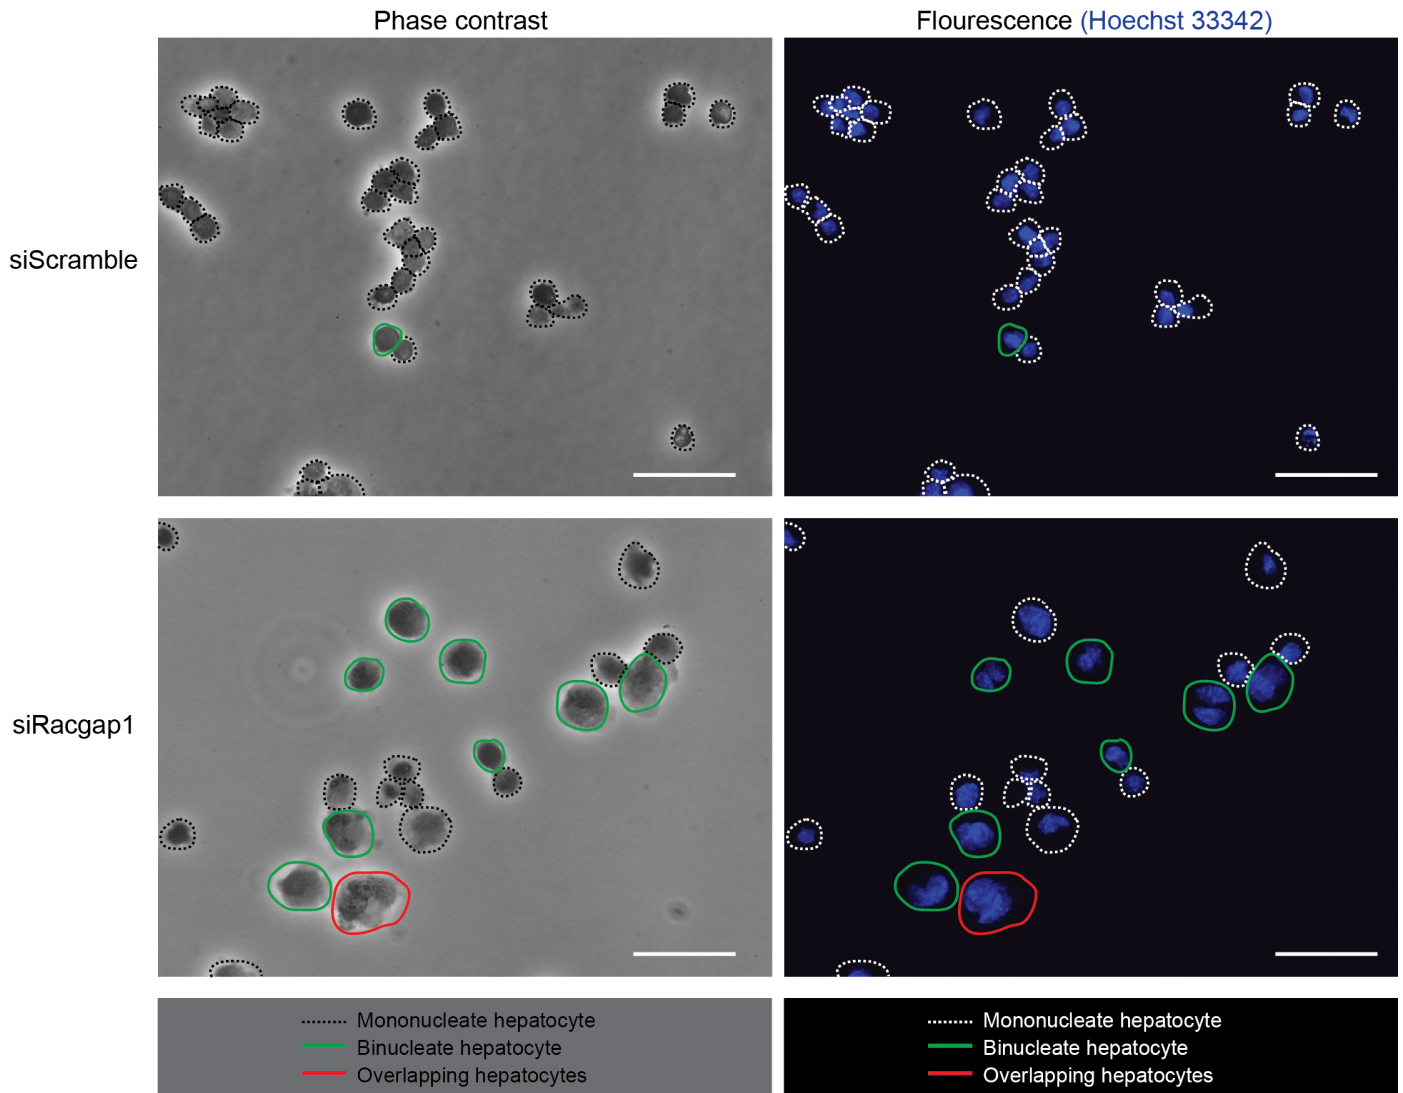 Phase contrast
Flourescence (Hoechst 33342)
siScramble
siRacgap1
Mononucleate hepatocyte
Binucleate hepatocyte
Overlapping hepatocytes
Mononucleate hepatocyte
Binucleate hepatocyte
Overlapping hepatocytes